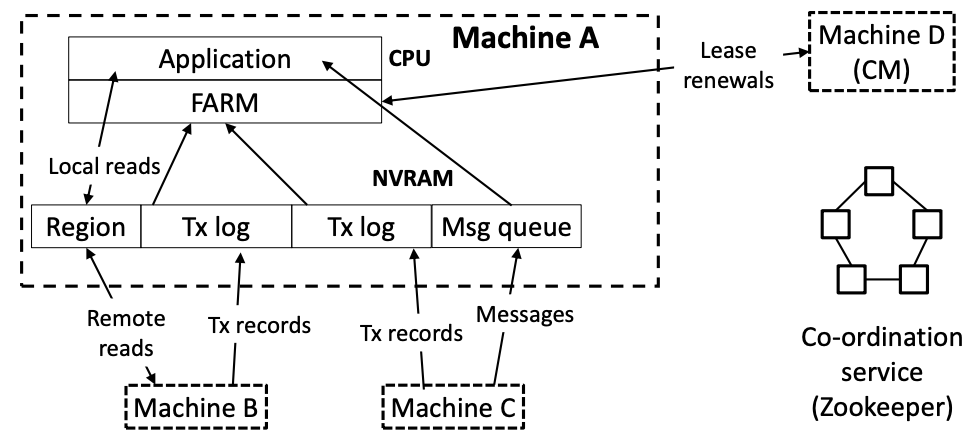 Machine A
Application
CPU
FARM
Lease
renewals
Machine D
(CM)
Local reads
NVRAM
Region
Tx log
Tx log
Msg queue
Remote
reads
Tx records
Tx records
Messages
Machine B
Machine C
Co-ordination
service
(Zookeeper)